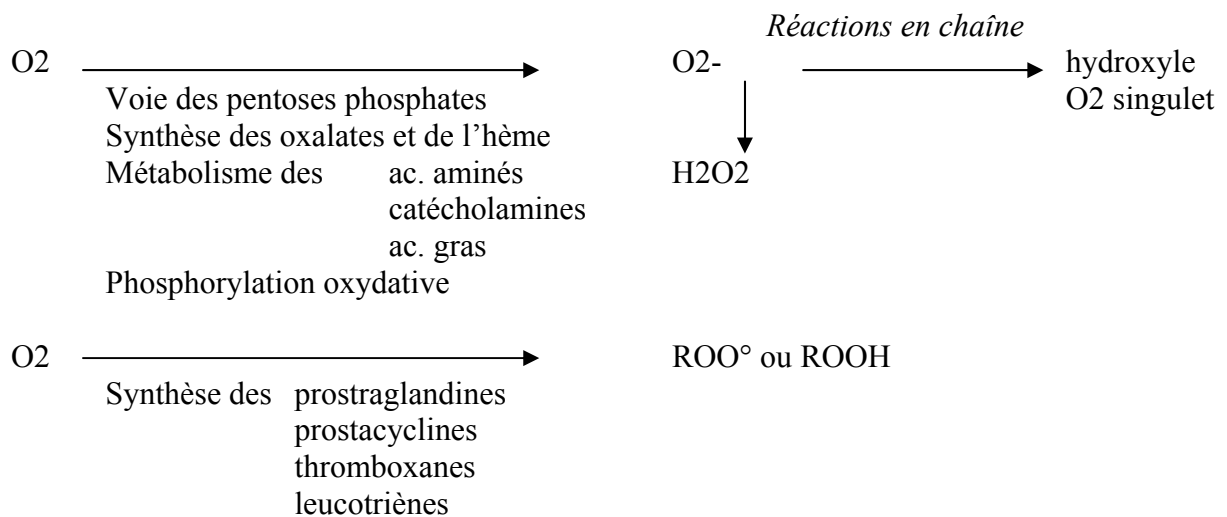 Réactions en chaîne
O2 O2- hydroxyle
Voie des pentoses phosphates O2 singulet
Synthèse des oxalates et de l'hème
Métabolisme des ac. aminés H2O2
catécholamines
ac. gras
Phosphorylation oxydative
O2 ROO° ou ROOH
Synthèse des prostraglandines
prostacyclines
thromboxanes
leucotriènes